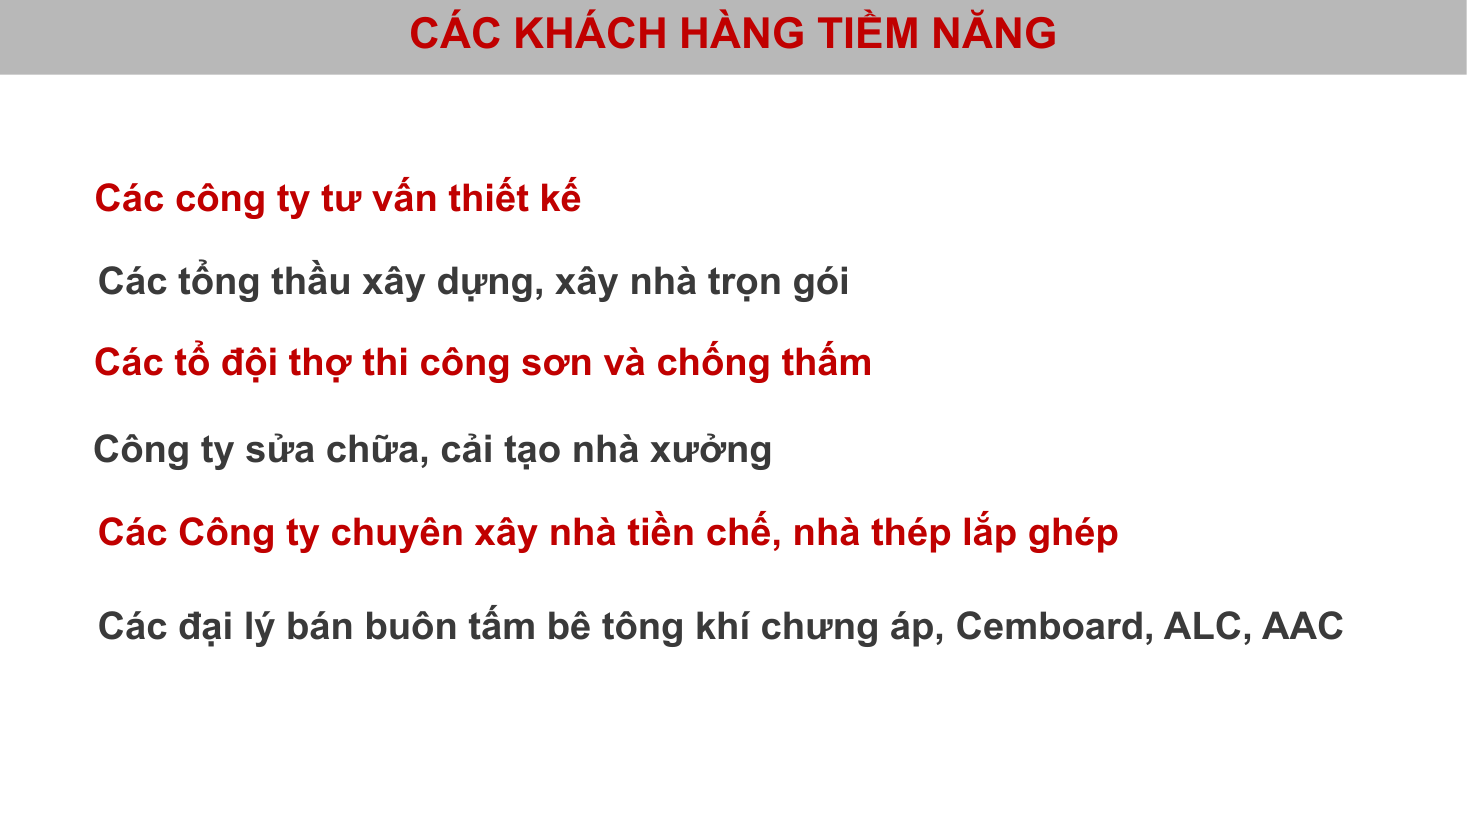 CÁC KHÁCH HÀNG TIỀM NĂNG
Các công ty tư vấn thiết kế
Các tổng thầu xây dựng, xây nhà trọn gói
Các tổ đội thợ thi công sơn và chống thấm
Công ty sửa chữa, cải tạo nhà xưởng
Các Công ty chuyên xây nhà tiền chế, nhà thép lắp ghép
Các đại lý bán buôn tấm bê tông khí chưng áp, Cemboard, ALC, AAC